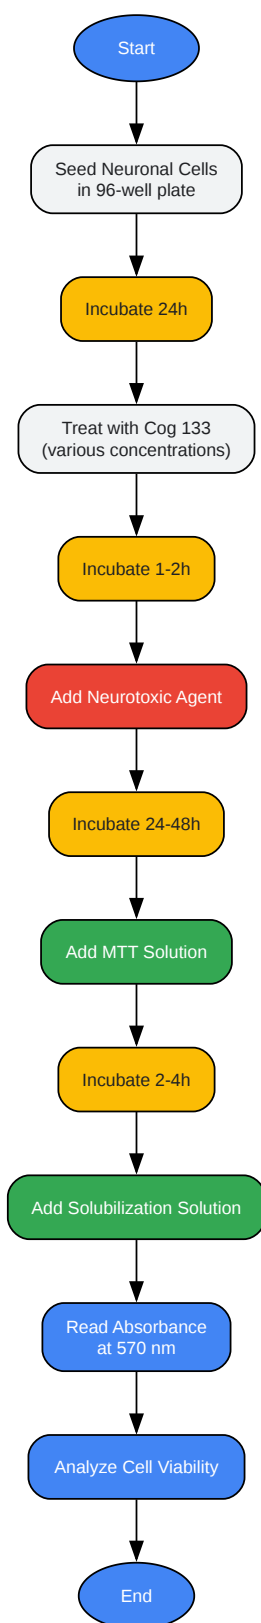 Start
Seed Neuronal Cells
in 96-well plate
Incubate 24h
Treat with Cog 133
(various concentrations)
Incubate 1-2h
Add Neurotoxic Agent
Incubate 24-48h
Add MTT Solution
Incubate 2-4h
Add Solubilization Solution
Read Absorbance
at 570 nm
Analyze Cell Viability
End